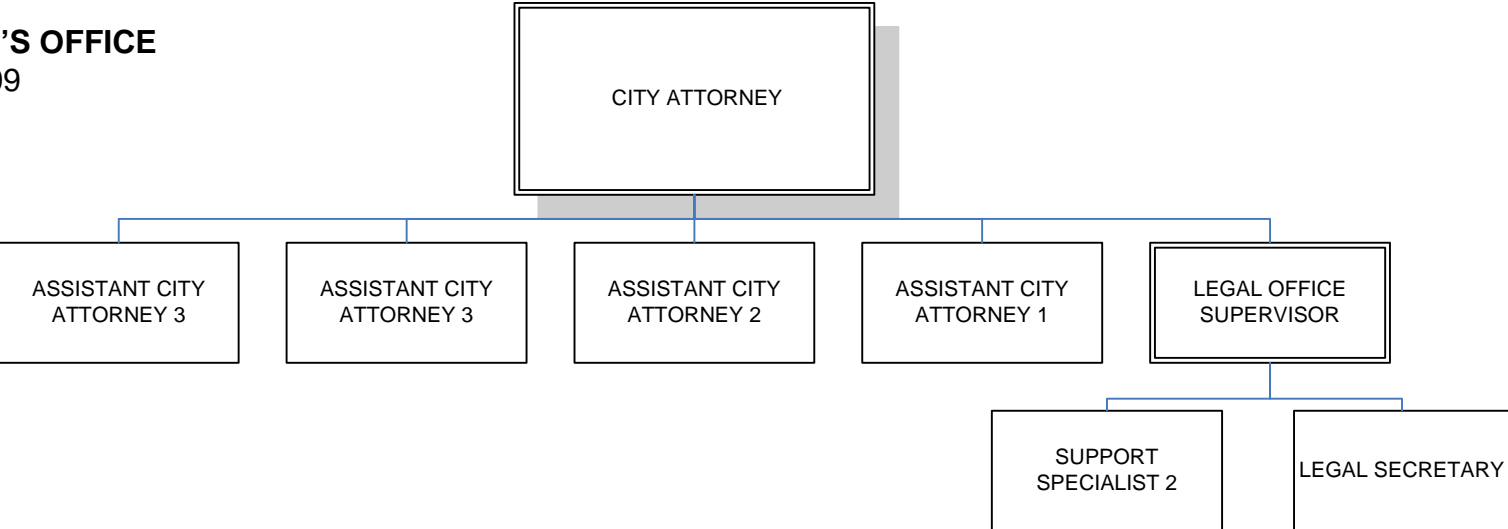 'S OFFICE
09
CITY ATTORNEY
ASSISTANT CITY
ATTORNEY 3
ASSISTANT CITY
ATTORNEY 3
ASSISTANT CITY
ATTORNEY 2
ASSISTANT CITY
ATTORNEY 1
LEGAL OFFICE
SUPERVISOR
SUPPORT
SPECIALIST 2
LEGAL SECRETARY